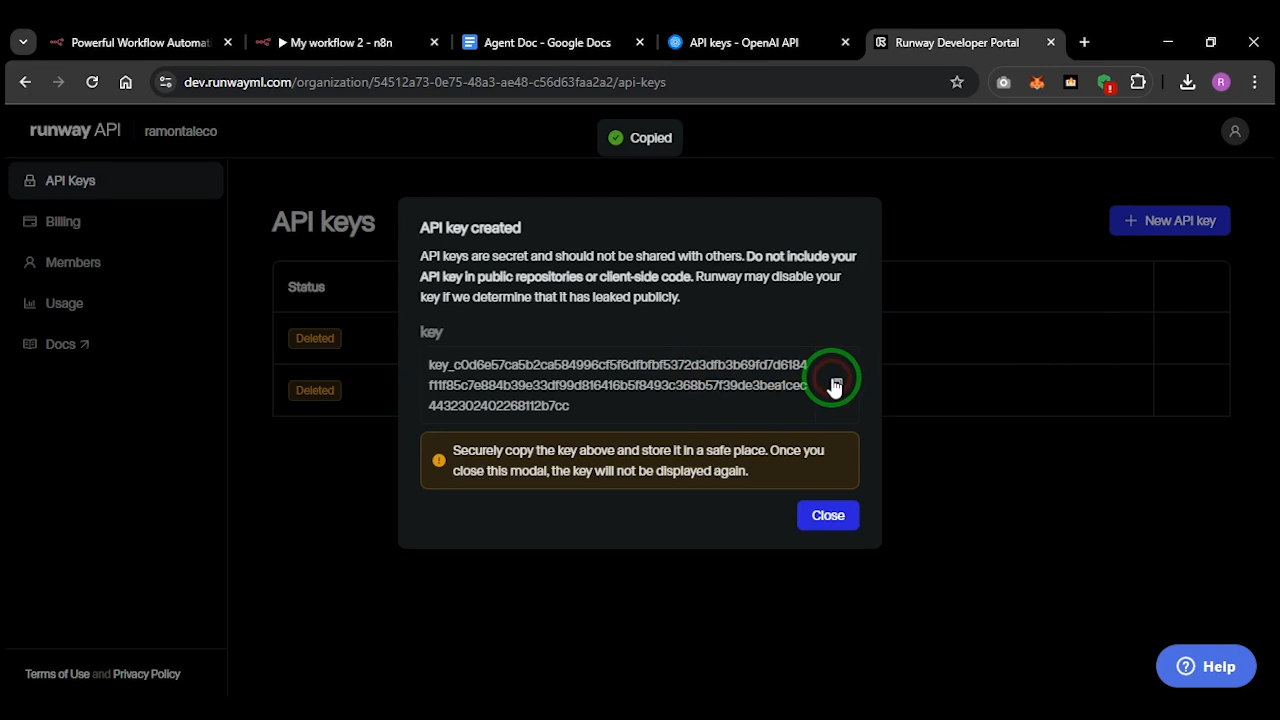 Powerful Workflow Automat
My workflow 2 - n8n
Agent Doc - Google Docs
API keys - OpenAI API
Runway Developer Portal
dev.runwayml.com/organization/54512a73-0e75-48a3-ae48-c56d63faa2a2/api-keys
R
runway API
ramontaleco
Copied
API Keys
Billing
Members
Usage
Docs
API keys
New API key
Status
Deleted
Deleted
API key created
API keys are secret and should not be shared with others. Do not include your
API key in public repositories or client-side code. Runway may disable your
key if we determine that it has leaked publicly.
key
key_c0d6e57ca5b2ca584996cf5f6dfbfbf5372d3dfb3b69fd7d6184
f11f85c7e884b39e33df99d816416b5f8493c368b57f39de3bea1cec
4432302402268112b7cc
Securely copy the key above and store it in a safe place. Once you
close this modal, the key will not be displayed again.
Close
Terms of Use and Privacy Policy
Help